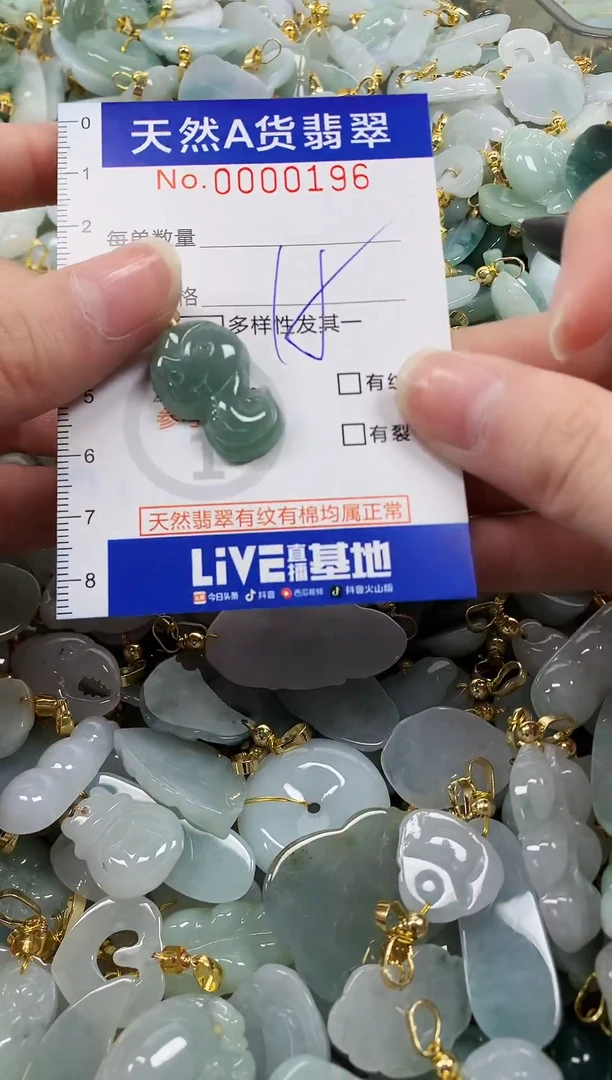 天然A货翡翠
No.0000196
每单数量
格
多样性发其一
有纹
有裂
参
天然翡翠有纹有棉均属正常
LiVE直播基地
今日头条 抖音 西瓜视频 抖音火山版
0
1
2
5
6
7
8